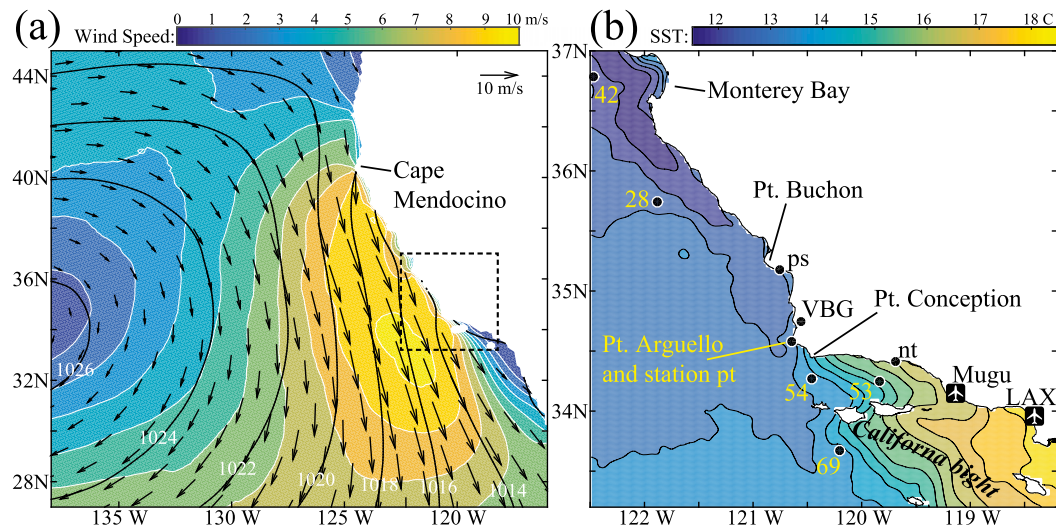 (a)
Wind Speed:
0 1 2 3 4 5 6 7 8 9 10 m/s
44N
40N
36N
32N
28N
135 W 130 W 125 W 120 W
10 m/s
Cape
Mendocino
1026
1024
1022
1020
1018
1016
1014
(b)
SST:
12 13 14 15 16 17 18 C
37N
36N
35N
34N
122 W 121 W 120 W 119 W
Monterey Bay
42
28
Pt. Buchon
ps
VBG
Pt. Conception
Pt. Arguello
and station pt
nt
54
53
Mugu
LAX
69
Californa bight